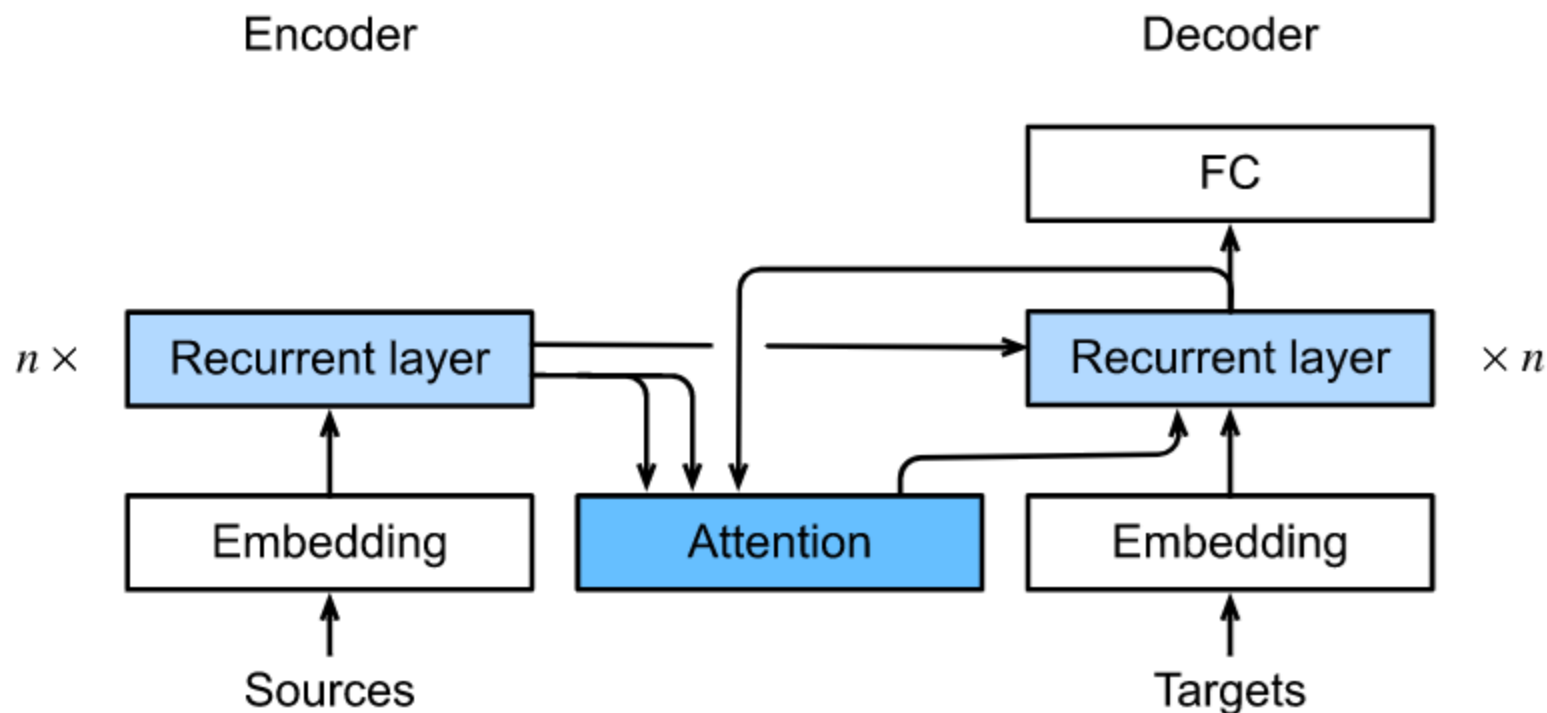 Encoder
Decoder
FC
n ×
Recurrent layer
Recurrent layer
× n
Embedding
Attention
Embedding
Sources
Targets